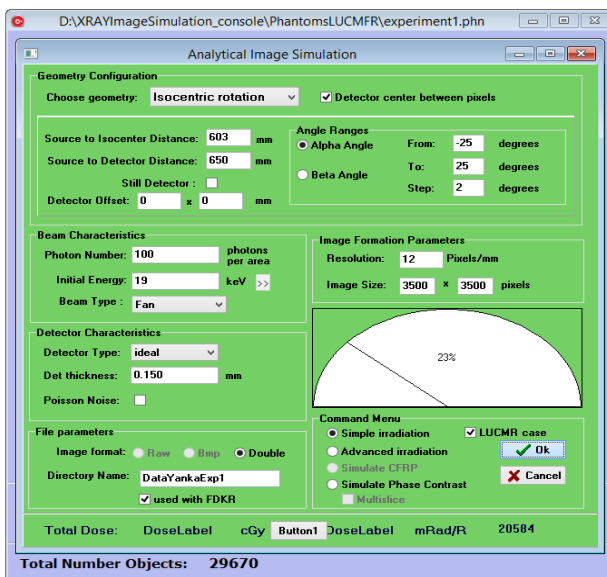 D:\XRAYImageSimulation_console\PhantomsLUCMFR\experiment1.phn
Analytical Image Simulation
Geometry Configuration
Choose geometry: Isocentric rotation Detector center between pixels
Source to Isocenter Distance: 603 mm
Source to Detector Distance: 650 mm
Still Detector :
Detector Offset: 0 x 0 mm
Angle Ranges
Alpha Angle From: -25 degrees
Beta Angle To: 25 degrees
Step: 2 degrees
Beam Characteristics
Photon Number: 100 photons per area
Initial Energy: 19 keV >>
Beam Type : Fan
Image Formation Parameters
Resolution: 12 Pixels/mm
Image Size: 3500 × 3500 pixels
Detector Characteristics
Detector Type: ideal
Det thickness: 0.150 mm
Poisson Noise:
23%
File parameters
Image format: Raw Bmp Double
Directory Name: DataYankaExp1
used with FDKR
Command Menu
Simple irradiation LUCMR case
Advanced irradiation Ok
Simulate CFRP
Simulate Phase Contrast Cancel
Multislice
Total Dose: DoseLabel cGy Button1 DoseLabel mRad/R 20584
Total Number Objects: 29670